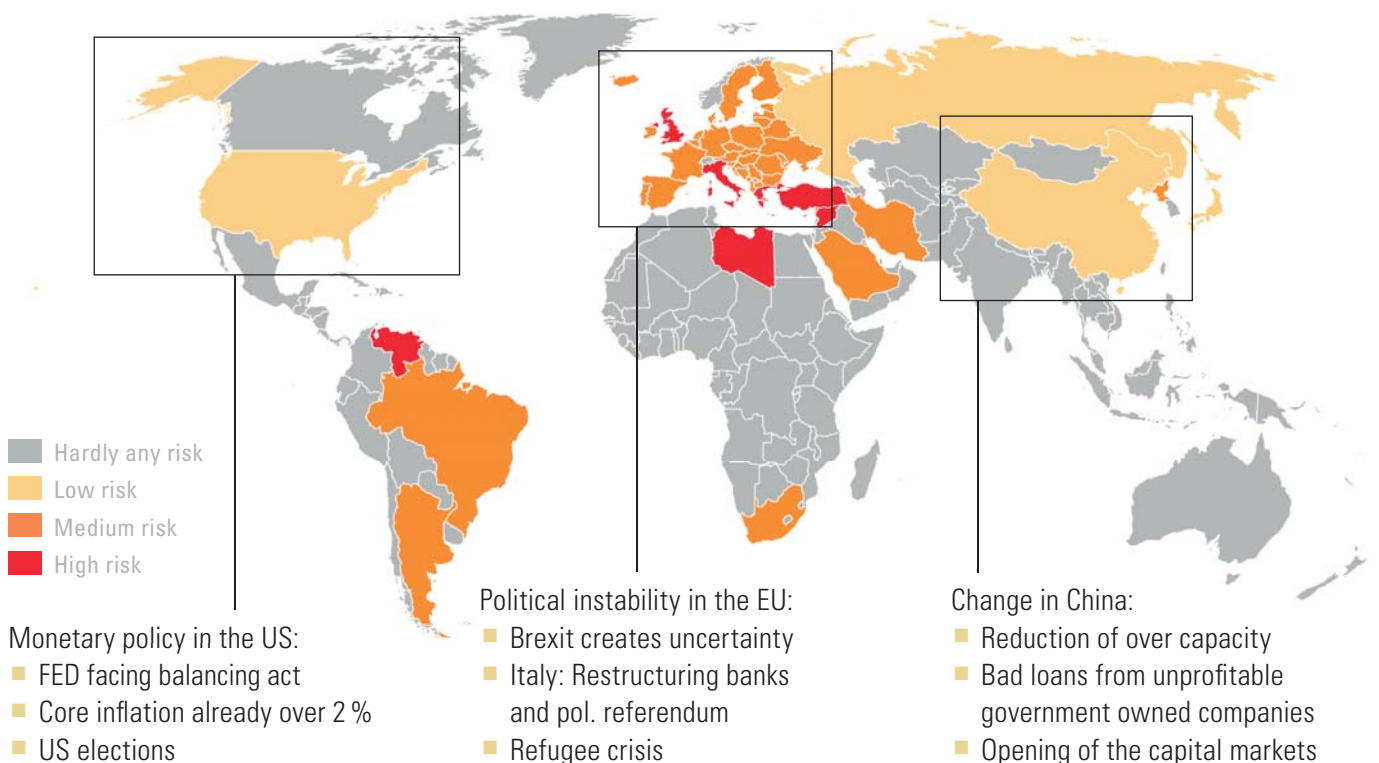 Hardly any risk
Low risk
Medium risk
High risk
Monetary policy in the US:
FED facing balancing act
Core inflation already over 2 %
US elections
Political instability in the EU:
Brexit creates uncertainty
Italy: Restructuring banks
and pol. referendum
Refugee crisis
Change in China:
Reduction of over capacity
Bad loans from unprofitable
government owned companies
Opening of the capital markets